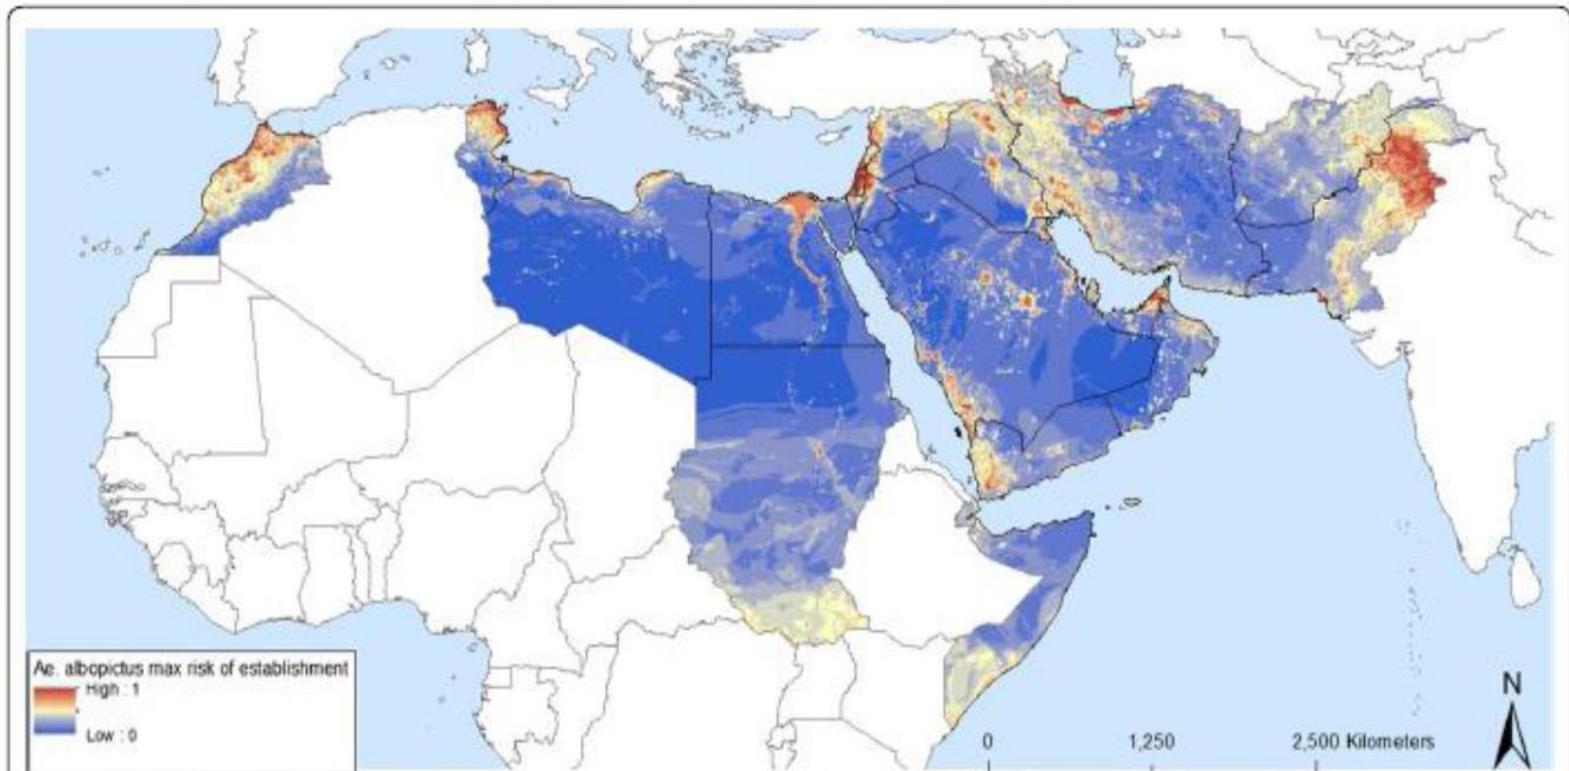 Ae. albopictus max risk of establishment
High : 1
Low : 0
N
0 1,250 2,500 Kilometers